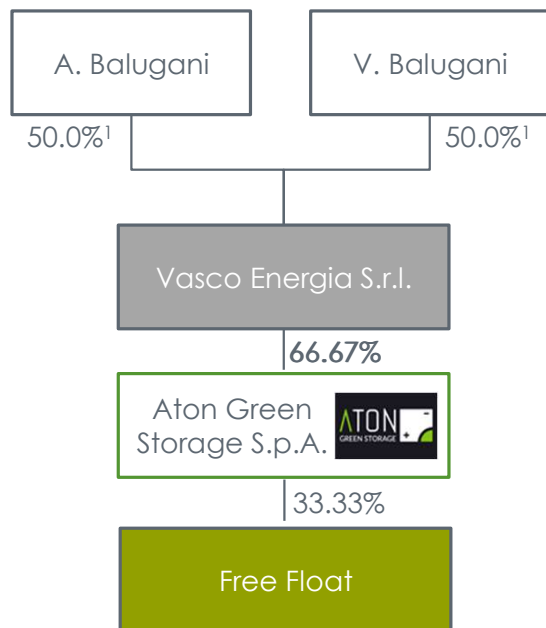 A. Balugani
V. Balugani
50.0%¹
50.0%¹
Vasco Energia S.r.l.
66.67%
Aton Green
Storage S.p.A.
ATON
GREEN STORAGE
33.33%
Free Float